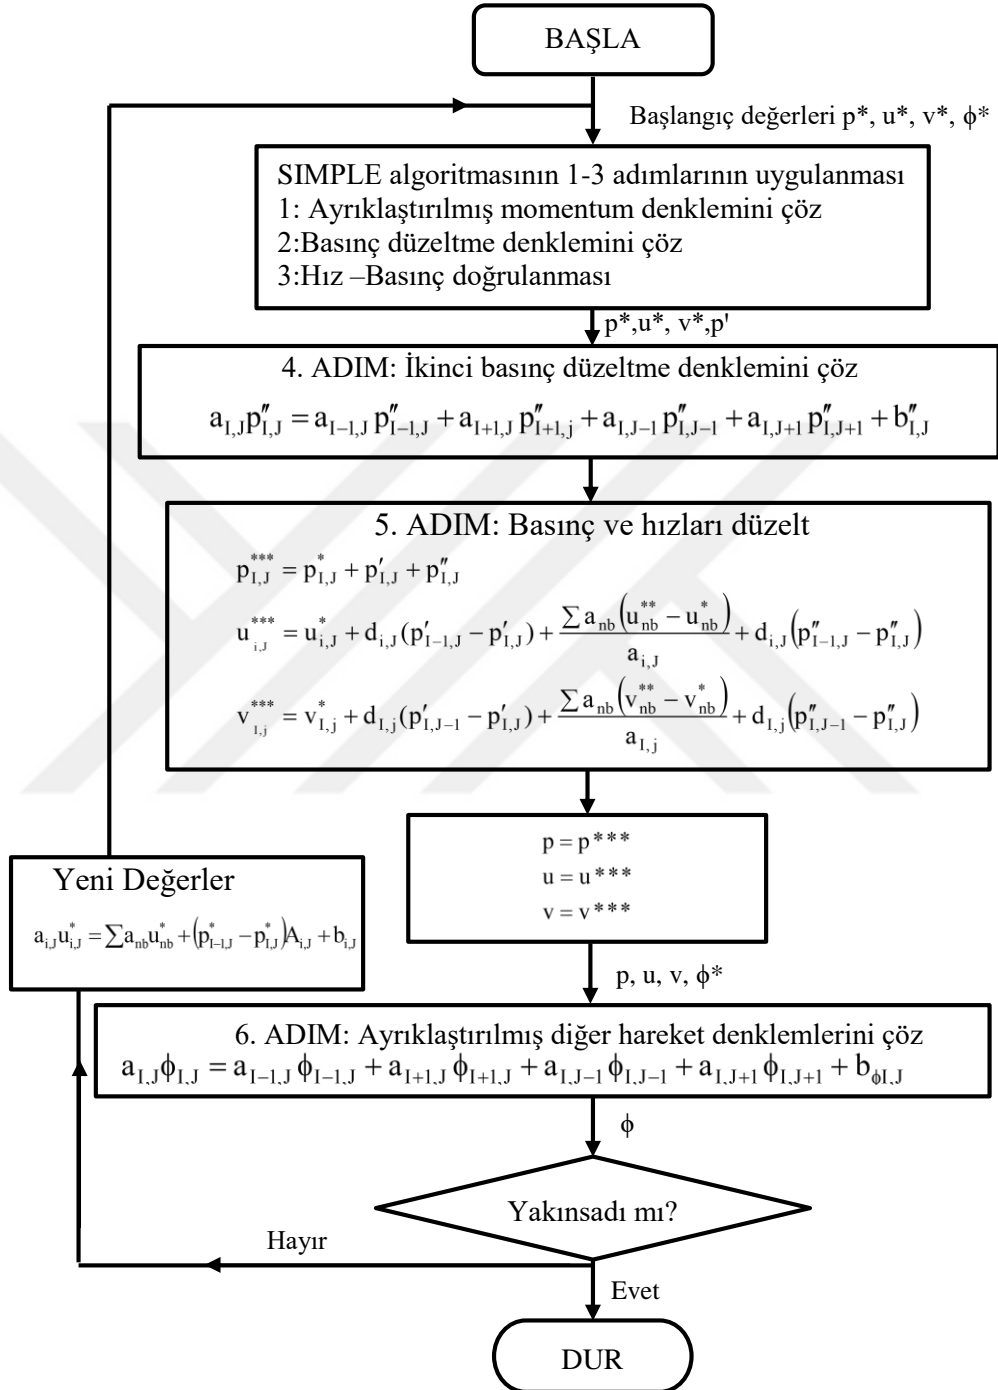 BAŞLA
Başlangıç değerleri p*, u*, v*, ϕ*
SIMPLE algoritmasının 1-3 adımlarının uygulanması
1: Ayrıklaştırılmış momentum denklemini çöz
2:Basınç düzeltme denklemini çöz
3:Hız –Basınç doğrulanması
p*,u*, v*,p'
4. ADIM: İkinci basınç düzeltme denklemini çöz
a_{I,J}p″_{I,J} = a_{I−1,J} p″_{I−1,J} + a_{I+1,J} p″_{I+1,j} + a_{I,J−1} p″_{I,J−1} + a_{I,J+1} p″_{I,J+1} + b″_{I,J}
5. ADIM: Basınç ve hızları düzelt
p^{***}_{I,J} = p^{*}_{I,J} + p′_{I,J} + p″_{I,J}
u^{***}_{i,J} = u^{*}_{i,J} + d_{i,J}(p′_{I−1,J} − p′_{I,J}) + ∑a_{nb}(u^{**}_{nb} − u^{*}_{nb}) / a_{i,J} + d_{i,J}(p″_{I−1,J} − p″_{I,J})
v^{***}_{I,j} = v^{*}_{I,j} + d_{I,j}(p′_{I,J−1} − p′_{I,J}) + ∑a_{nb}(v^{**}_{nb} − v^{*}_{nb}) / a_{I,j} + d_{I,j}(p″_{I,J−1} − p″_{I,J})
p = p***
u = u***
v = v***
Yeni Değerler
a_{i,J}u^{*}_{i,J} = ∑a_{nb}u^{*}_{nb} + (p^{*}_{I−1,J} − p^{*}_{I,J})A_{i,J} + b_{i,J}
p, u, v, ϕ*
6. ADIM: Ayrıklaştırılmış diğer hareket denklemlerini çöz
a_{I,J}ϕ_{I,J} = a_{I−1,J}ϕ_{I−1,J} + a_{I+1,J}ϕ_{I+1,J} + a_{I,J−1}ϕ_{I,J−1} + a_{I,J+1}ϕ_{I,J+1} + b_{ϕI,J}
ϕ
Yakınsadı mı?
Hayır
Evet
DUR